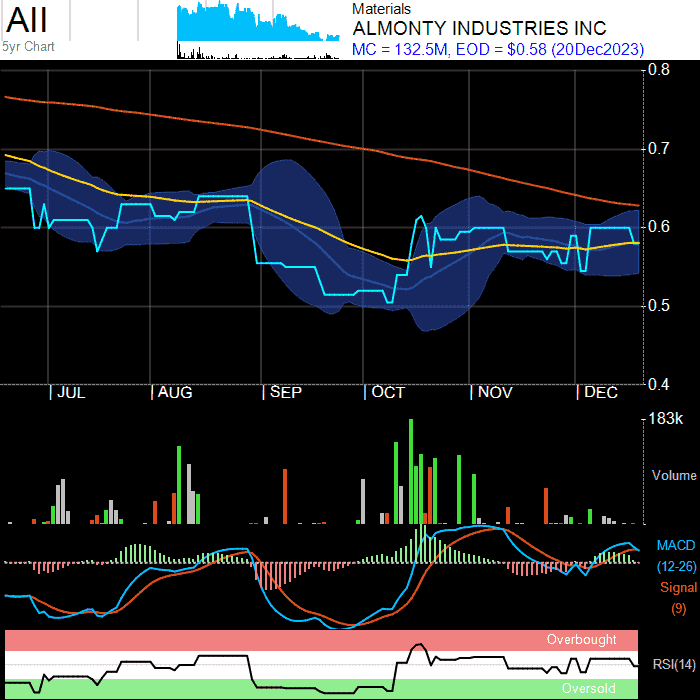 AII
5yr Chart
Materials
ALMONTY INDUSTRIES INC
MC = 132.5M, EOD = $0.58 (20Dec2023)
0.8
0.7
0.6
0.5
0.4
JUL AUG SEP OCT NOV DEC
183k
Volume
MACD
(12-26)
Signal
(9)
Overbought
RSI(14)
Oversold